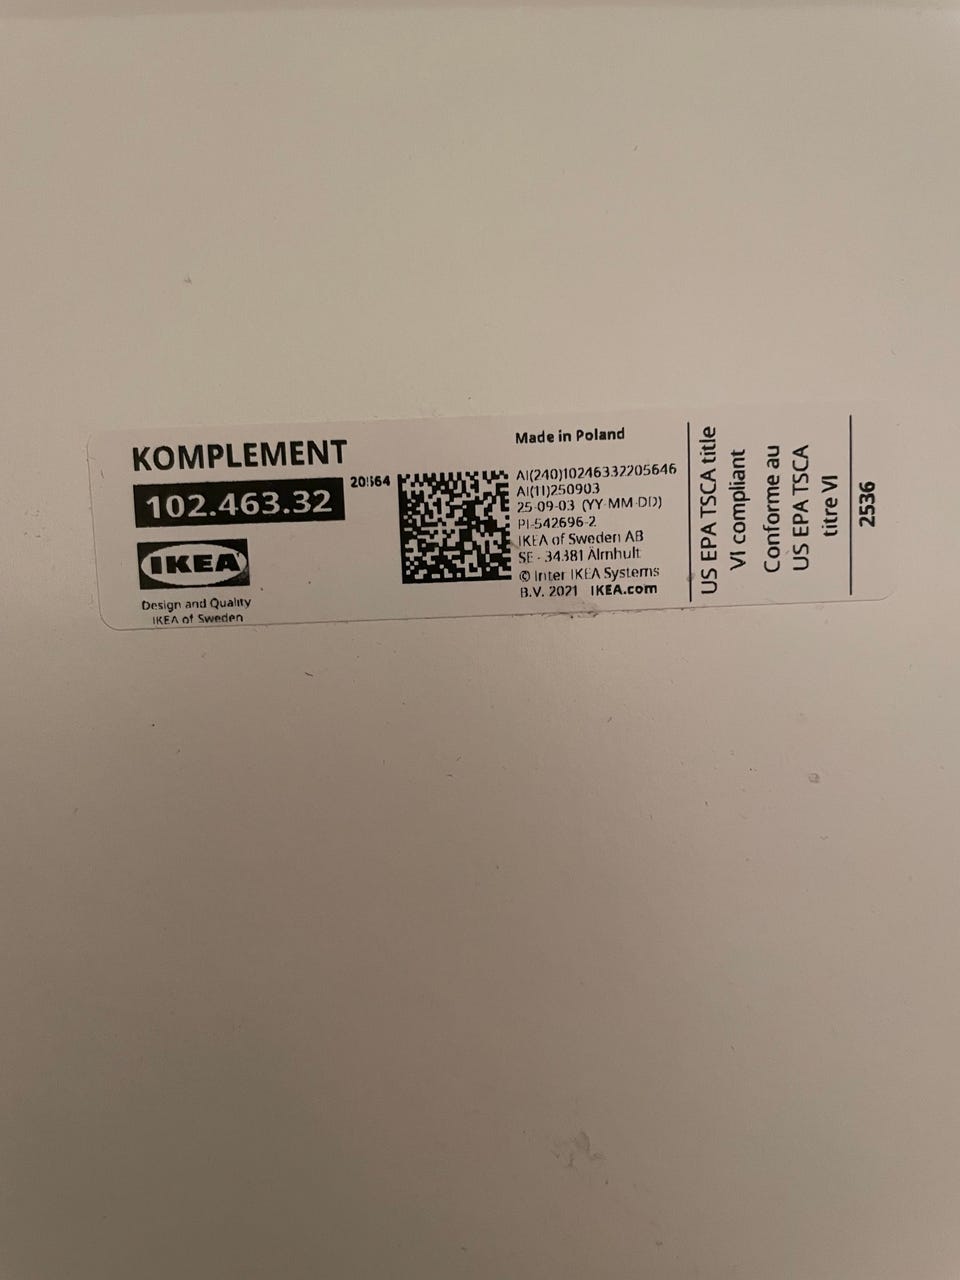 KOMPLEMENT
102.463.32
IKEA
Design and Quality
IKEA of Sweden
Made in Poland
AI(240)10246332205646
AI(11)250903
25-09-03 (YY-MM-DD)
PI-542696-2
IKEA of Sweden AB
SE - 34381 Älmhult
© Inter IKEA Systems
B.V. 2021 IKEA.com
US EPA TSCA title
VI compliant
Conforme au
US EPA TSCA
titre VI
2536